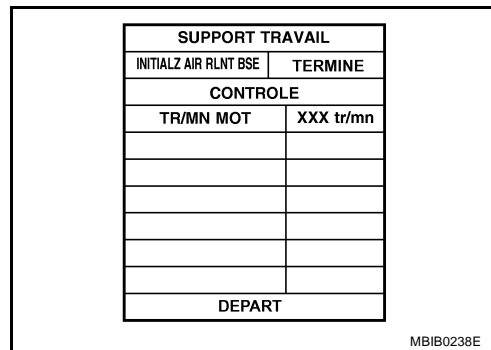 SUPPORT TRAVAIL
INITIALZ AIR RLNT BSE TERMINE
CONTROLE
TR/MN MOT XXX tr/mn
DEPART
MBIB0238E